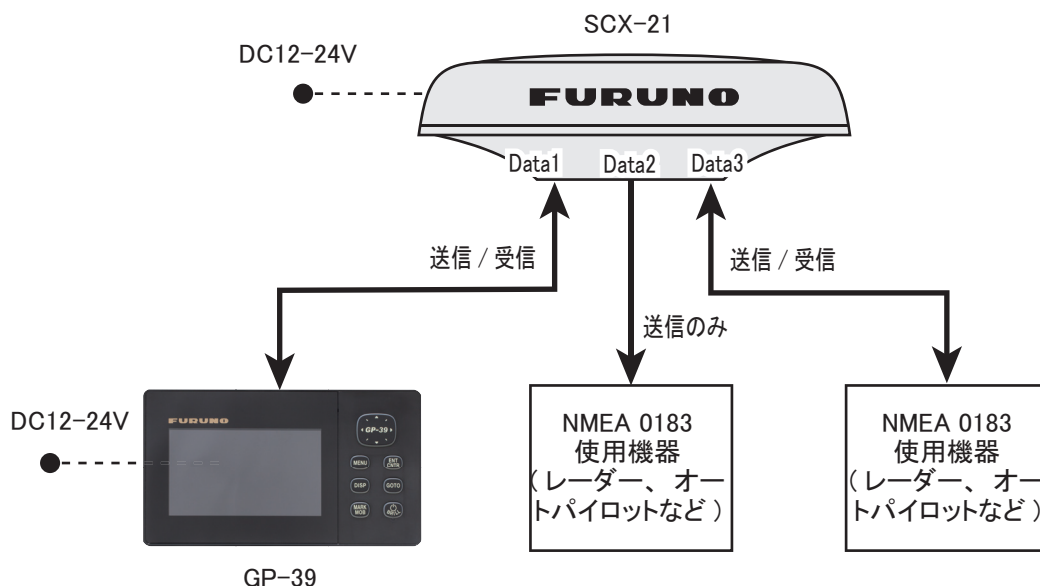 SCX-21
DC12-24V
FURUNO
Data1
Data2
Data3
送信 / 受信
送信 / 受信
送信のみ
DC12-24V
FURUNO
GP-39
MENU
ENT
CNTR
DISP
GOTO
MARK
MOB
NMEA 0183
使用機器
( レーダー、 オー
トパイロットなど )
NMEA 0183
使用機器
( レーダー、 オー
トパイロットなど )
GP-39